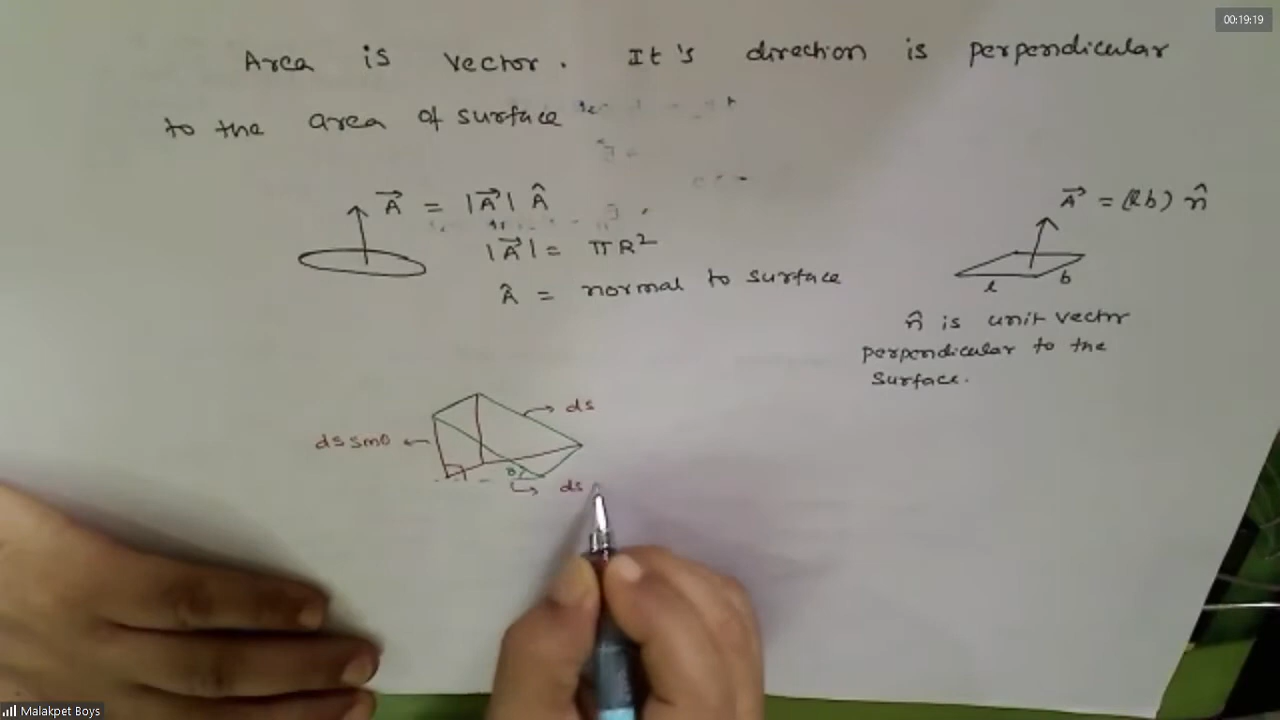 00:19:19
Area is vector. It's direction is perpendicular
to the area of surface
A⃗ = |A⃗| Â
|A⃗| = πR²
Â = normal to surface
A⃗ = (lb) n̂
l b
n̂ is unit vector
perpendicular to the
surface.
ds
ds sinθ
θ
ds
Malakpet Boys